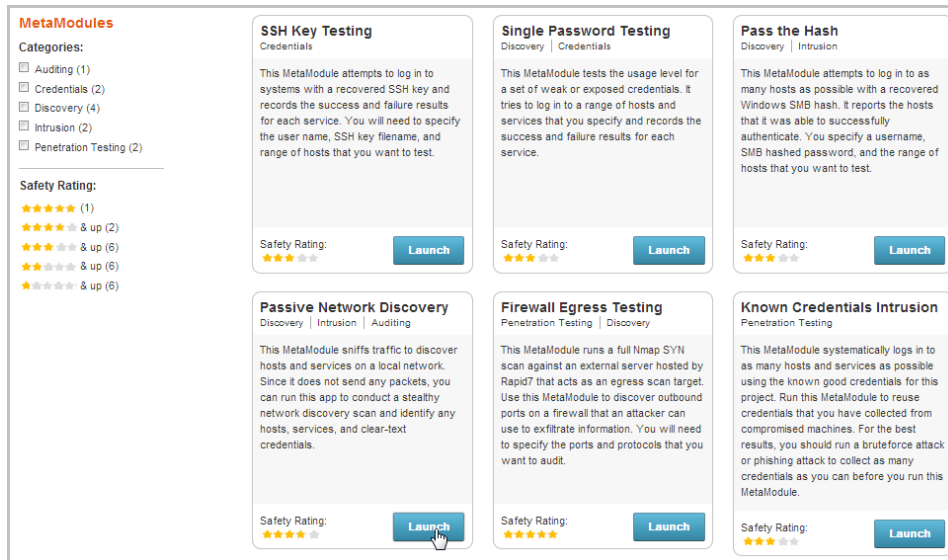 MetaModules
Categories:
Auditing (1)
Credentials (2)
Discovery (4)
Intrusion (2)
Penetration Testing (2)
Safety Rating:
(1)
& up (2)
& up (6)
& up (6)
& up (6)
SSH Key Testing
Credentials
This MetaModule attempts to log in to
systems with a recovered SSH key and
records the success and failure results
for each service. You will need to specify
the user name, SSH key filename, and
range of hosts that you want to test.
Safety Rating:
Launch
Single Password Testing
Discovery | Credentials
This MetaModule tests the usage level for
a set of weak or exposed credentials. It
tries to log in to a range of hosts and
services that you specify and records the
success and failure results for each
service.
Safety Rating:
Launch
Pass the Hash
Discovery | Intrusion
This MetaModule attempts to log in to as
many hosts as possible with a recovered
Windows SMB hash. It reports the hosts
that it was able to successfully
authenticate. You specify a username,
SMB hashed password, and the range of
hosts that you want to test.
Safety Rating:
Launch
Passive Network Discovery
Discovery | Intrusion | Auditing
This MetaModule sniffs traffic to discover
hosts and services on a local network.
Since it does not send any packets, you
can run this app to conduct a stealthy
network discovery scan and identify any
hosts, services, and clear-text
credentials.
Safety Rating:
Launch
Firewall Egress Testing
Penetration Testing | Discovery
This MetaModule runs a full Nmap SYN
scan against an external server hosted by
Rapid7 that acts as an egress scan target.
Use this MetaModule to discover outbound
ports on a firewall that an attacker can
use to exfiltrate information. You will need
to specify the ports and protocols that you
want to audit.
Safety Rating:
Launch
Known Credentials Intrusion
Penetration Testing
This MetaModule systematically logs in to
as many hosts and services as possible
using the known good credentials for this
project. Run this MetaModule to reuse
credentials that you have collected from
compromised machines. For the best
results, you should run a bruteforce attack
or phishing attack to collect as many
credentials as you can before you run this
MetaModule.
Safety Rating:
Launch